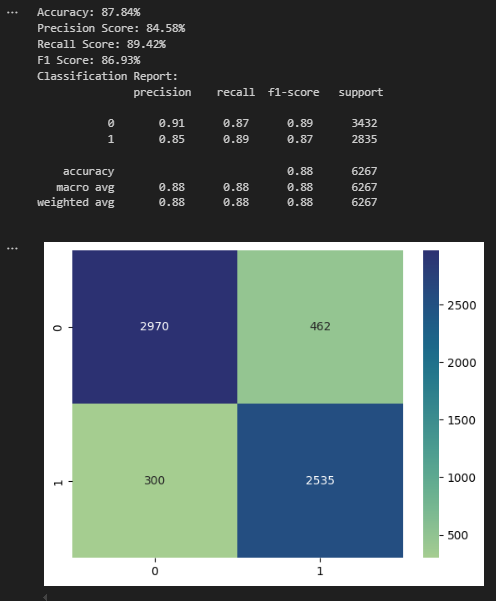 Accuracy: 87.84%
Precision Score: 84.58%
Recall Score: 89.42%
F1 Score: 86.93%
Classification Report:
precision recall f1-score support
0 0.91 0.87 0.89 3432
1 0.85 0.89 0.87 2835
accuracy 0.88 6267
macro avg 0.88 0.88 0.88 6267
weighted avg 0.88 0.88 0.88 6267
0 2970 462
1 300 2535
0 1
2500
2000
1500
1000
500